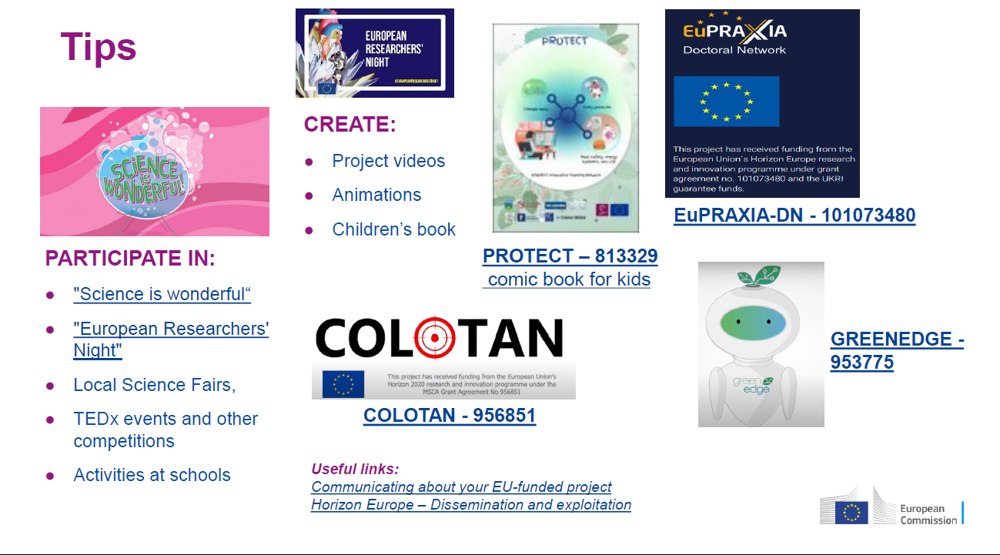 Tips
SCiENCE
iS
WONDERFUL!
PARTICIPATE IN:
● "Science is wonderful“
● "European Researchers'
Night"
● Local Science Fairs,
● TEDx events and other
competitions
● Activities at schools
EUROPEAN
RESEARCHERS'
NIGHT
#EUROPEANRESEARCHERSNIGHT
CREATE:
● Project videos
● Animations
● Children’s book
PROTECT
PROTECT – 813329
comic book for kids
EuPRAXIA
Doctoral Network
This project has received funding from the
European Union´s Horizon Europe research
and innovation programme under grant
agreement no. 101073480 and the UKRI
guarantee funds.
EuPRAXIA-DN - 101073480
COLOTAN
This project has received funding from the European Union's
Horizon 2020 research and innovation programme under the
MSCA Grant Agreement No 956851
COLOTAN - 956851
green
edge
GREENEDGE -
953775
Useful links:
Communicating about your EU-funded project
Horizon Europe – Dissemination and exploitation
European
Commission